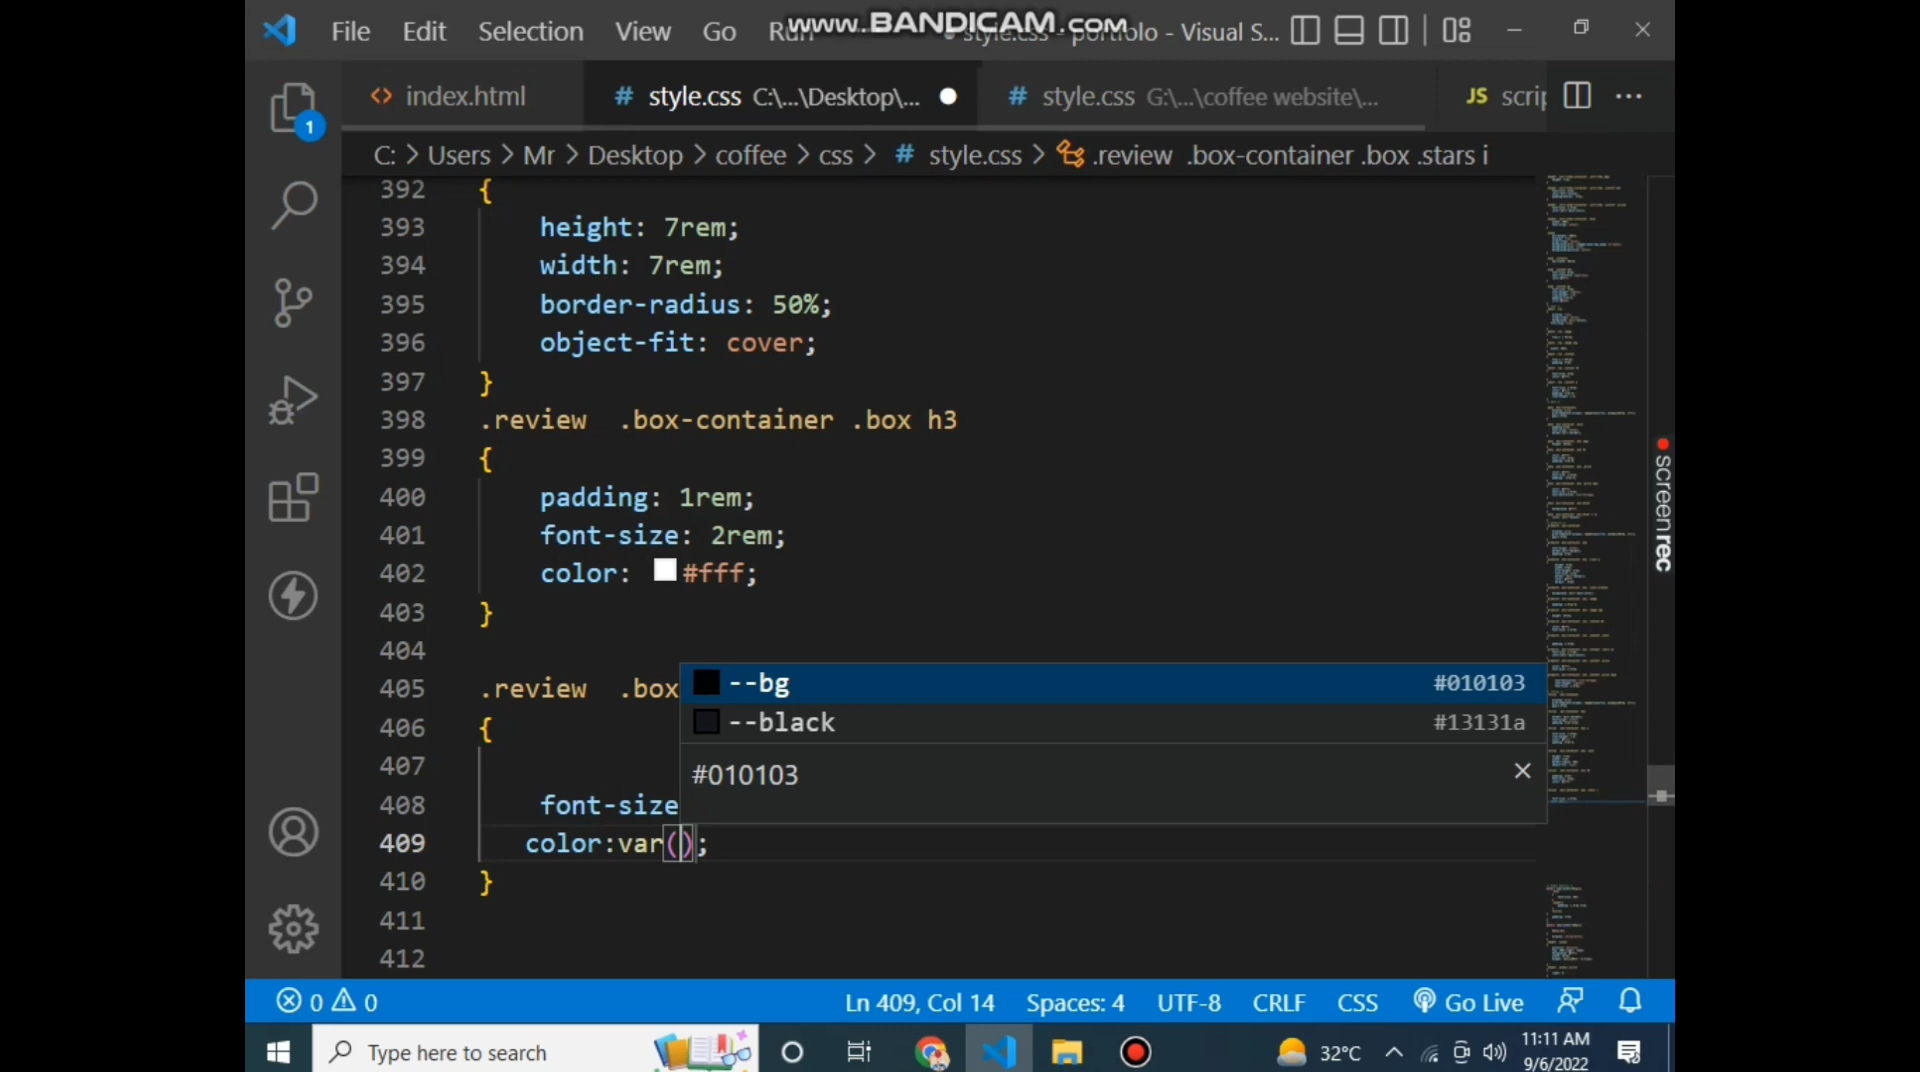 File Edit Selection View Go Run style.css - portfolo - Visual S...
www.BANDICAM.com
index.html # style.css C:\...\Desktop\... # style.css G:\...\coffee website\... JS scrip
C: > Users > Mr > Desktop > coffee > css > # style.css > .review .box-container .box .stars i
392 {
393 height: 7rem;
394 width: 7rem;
395 border-radius: 50%;
396 object-fit: cover;
397 }
398 .review .box-container .box h3
399 {
400 padding: 1rem;
401 font-size: 2rem;
402 color: #fff;
403 }
404
405 .review .box
406 {
407
408 font-size
409 color:var();
410 }
411
412
--bg #010103
--black #13131a
#010103
1
screenrec
0 0 Ln 409, Col 14 Spaces: 4 UTF-8 CRLF CSS Go Live
Type here to search 32°C 11:11 AM
9/6/2022